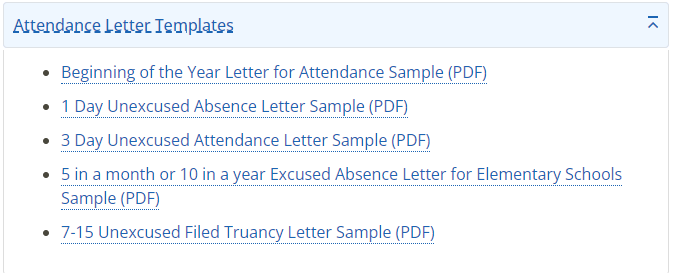 Attendance Letter Templates
Beginning of the Year Letter for Attendance Sample (PDF)
1 Day Unexcused Absence Letter Sample (PDF)
3 Day Unexcused Attendance Letter Sample (PDF)
5 in a month or 10 in a year Excused Absence Letter for Elementary Schools
Sample (PDF)
7-15 Unexcused Filed Truancy Letter Sample (PDF)